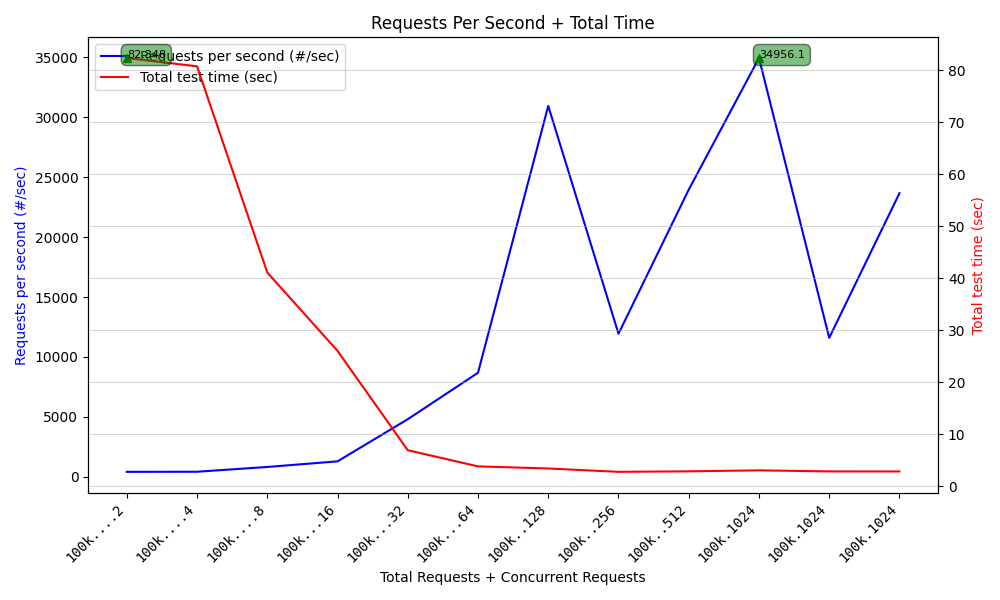 Requests Per Second + Total Time
Requests per second (#/sec)
Total test time (sec)
34956.1
35000
30000
25000
20000
15000
10000
5000
0
Requests per second (#/sec)
80
70
60
50
40
30
20
10
0
Total test time (sec)
100k....2
100k....4
100k....8
100k...16
100k...32
100k...64
100k..128
100k..256
100k..512
100k.1024
100k.1024
100k.1024
Total Requests + Concurrent Requests